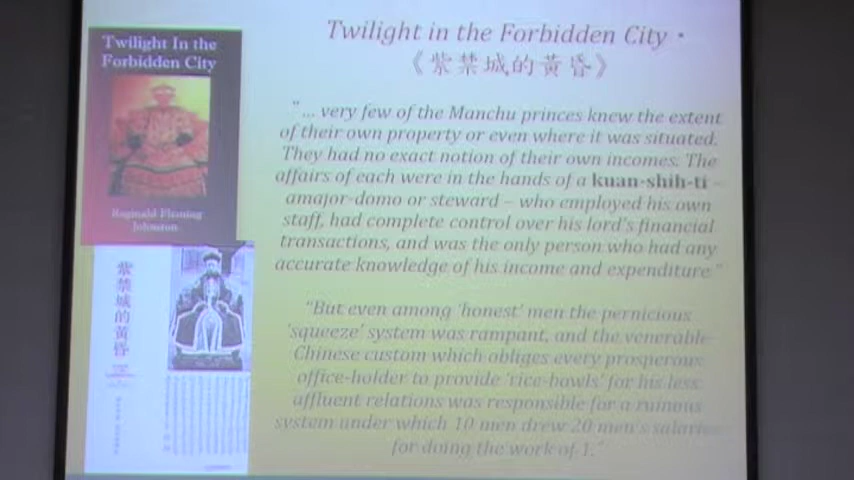 Twilight in the Forbidden City •
《紫禁城的黃昏》
Twilight In the
Forbidden City
Reginald Fleming
Johnston
紫禁城的黃昏
"... very few of the Manchu princes knew the extent
of their own property or even where it was situated.
They had no exact notion of their own incomes. The
affairs of each were in the hands of a kuan-shih-ti –
amajor-domo or steward – who employed his own
staff, had complete control over his lord's financial
transactions, and was the only person who had any
accurate knowledge of his income and expenditure."
"But even among 'honest' men the pernicious
'squeeze' system was rampant, and the venerable
Chinese custom which obliges every prosperous
office-holder to provide 'rice-bowls' for his less
affluent relations was responsible for a ruinous
system under which 10 men drew 20 men's salaries
for doing the work of 1."